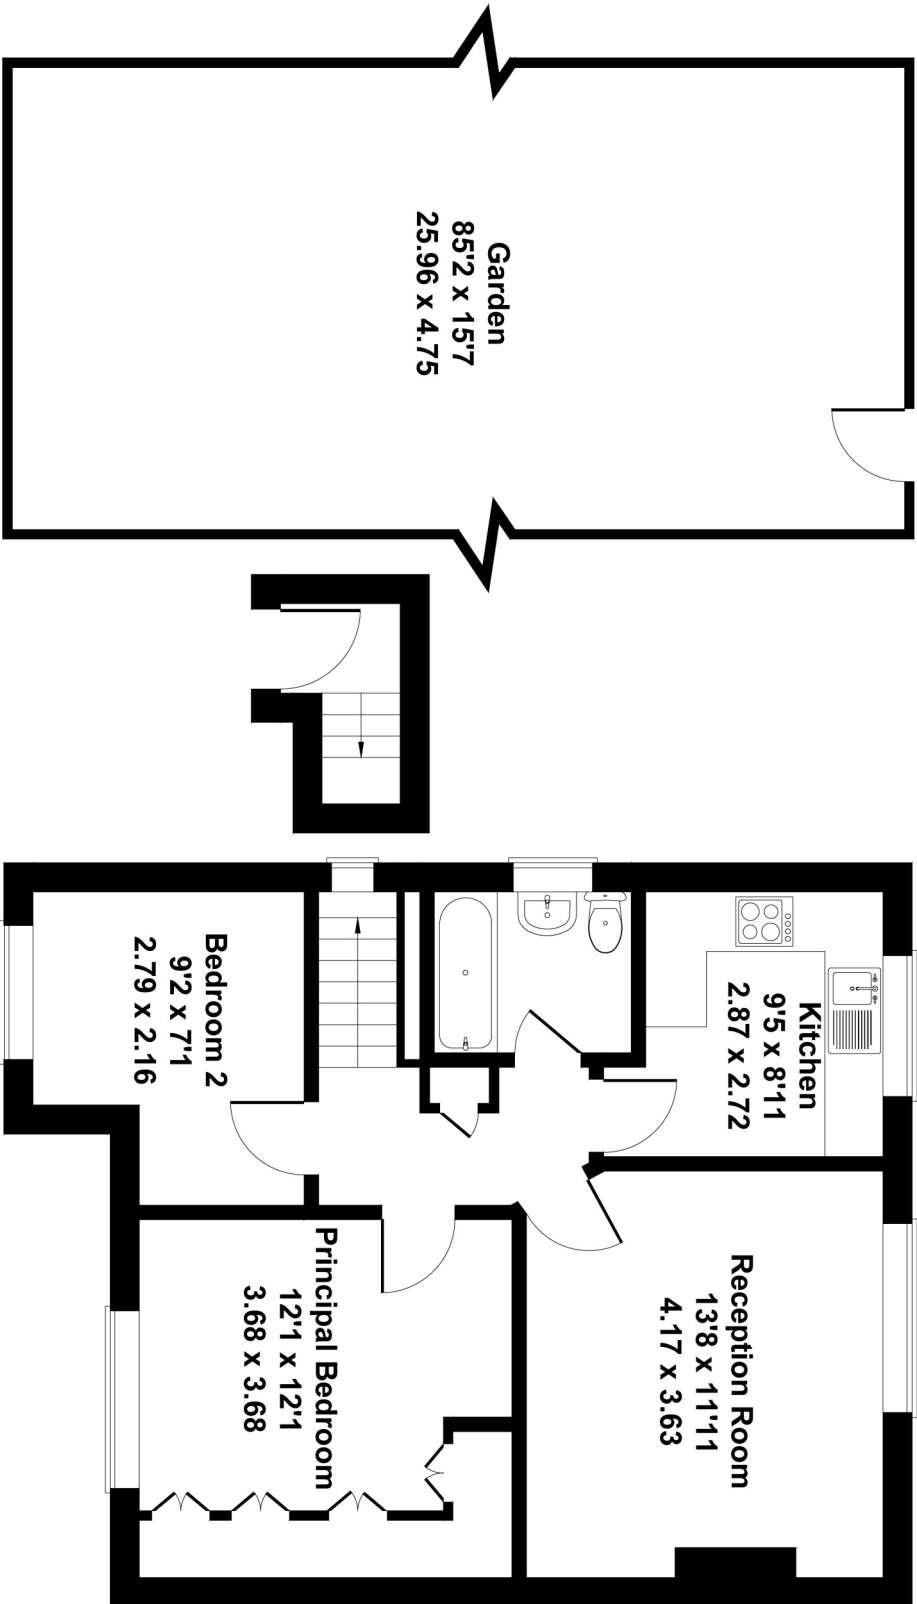 Garden
85'2 x 15'7
25.96 x 4.75
Kitchen
9'5 x 8'11
2.87 x 2.72
Reception Room
13'8 x 11'11
4.17 x 3.63
Bedroom 2
9'2 x 7'1
2.79 x 2.16
Principal Bedroom
12'1 x 12'1
3.68 x 3.68